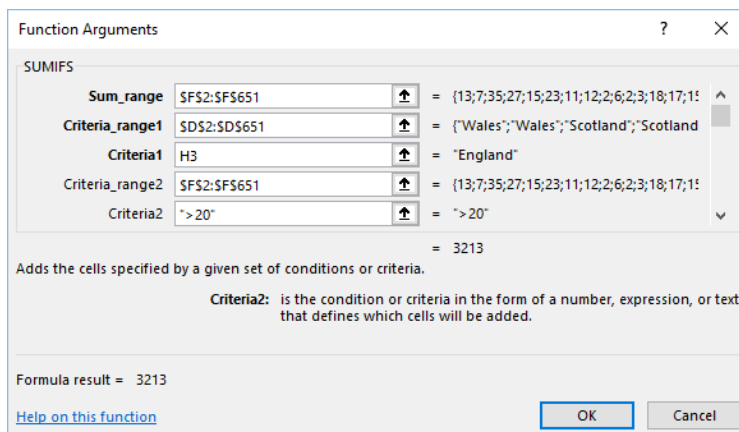 Function Arguments ? ×
SUMIFS
Sum_range $F$2:$F$651 = {13;7;35;27;15;23;11;12;2;6;2;3;18;17;15
Criteria_range1 $D$2:$D$651 = {"Wales";"Wales";"Scotland";"Scotland
Criteria1 H3 = "England"
Criteria_range2 $F$2:$F$651 = {13;7;35;27;15;23;11;12;2;6;2;3;18;17;15
Criteria2 ">20" = ">20"
= 3213
Adds the cells specified by a given set of conditions or criteria.
Criteria2: is the condition or criteria in the form of a number, expression, or text
that defines which cells will be added.
Formula result = 3213
Help on this function OK Cancel